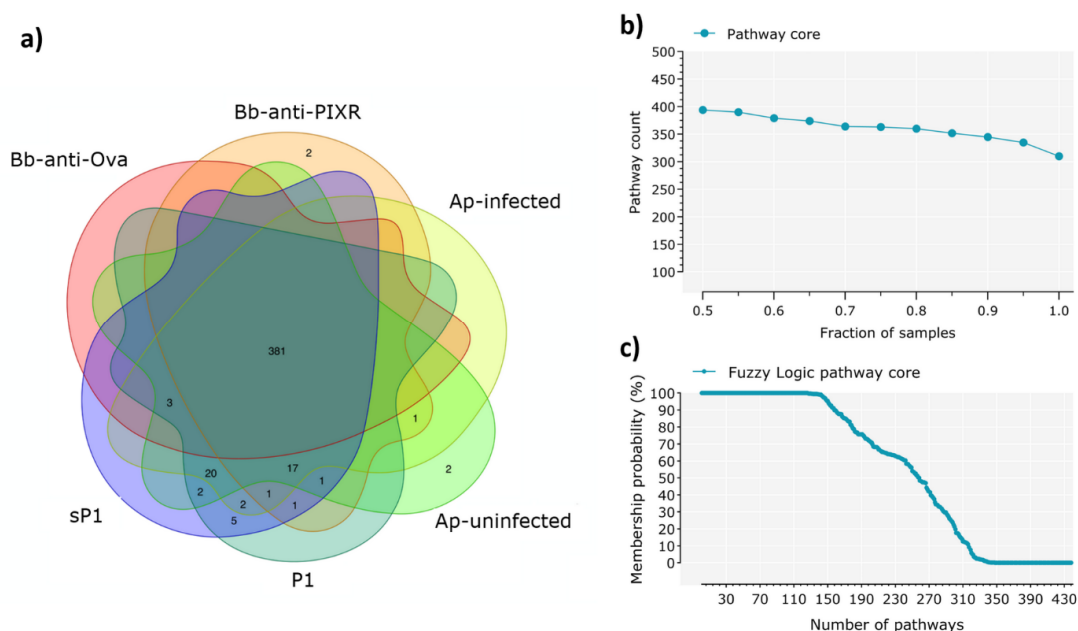 a)
Bb-anti-PIXR
Bb-anti-Ova
Ap-infected
Ap-uninfected
P1
sP1
2
381
3
1
2
20
17
1
2
2
1
1
5
b)
Pathway core
Pathway count
500
450
400
350
300
250
200
150
100
0.5 0.6 0.7 0.8 0.9 1.0
Fraction of samples
c)
Fuzzy Logic pathway core
Membership probability (%)
100
90
80
70
60
50
40
30
20
10
0
30 70 110 150 190 230 270 310 350 390 430
Number of pathways